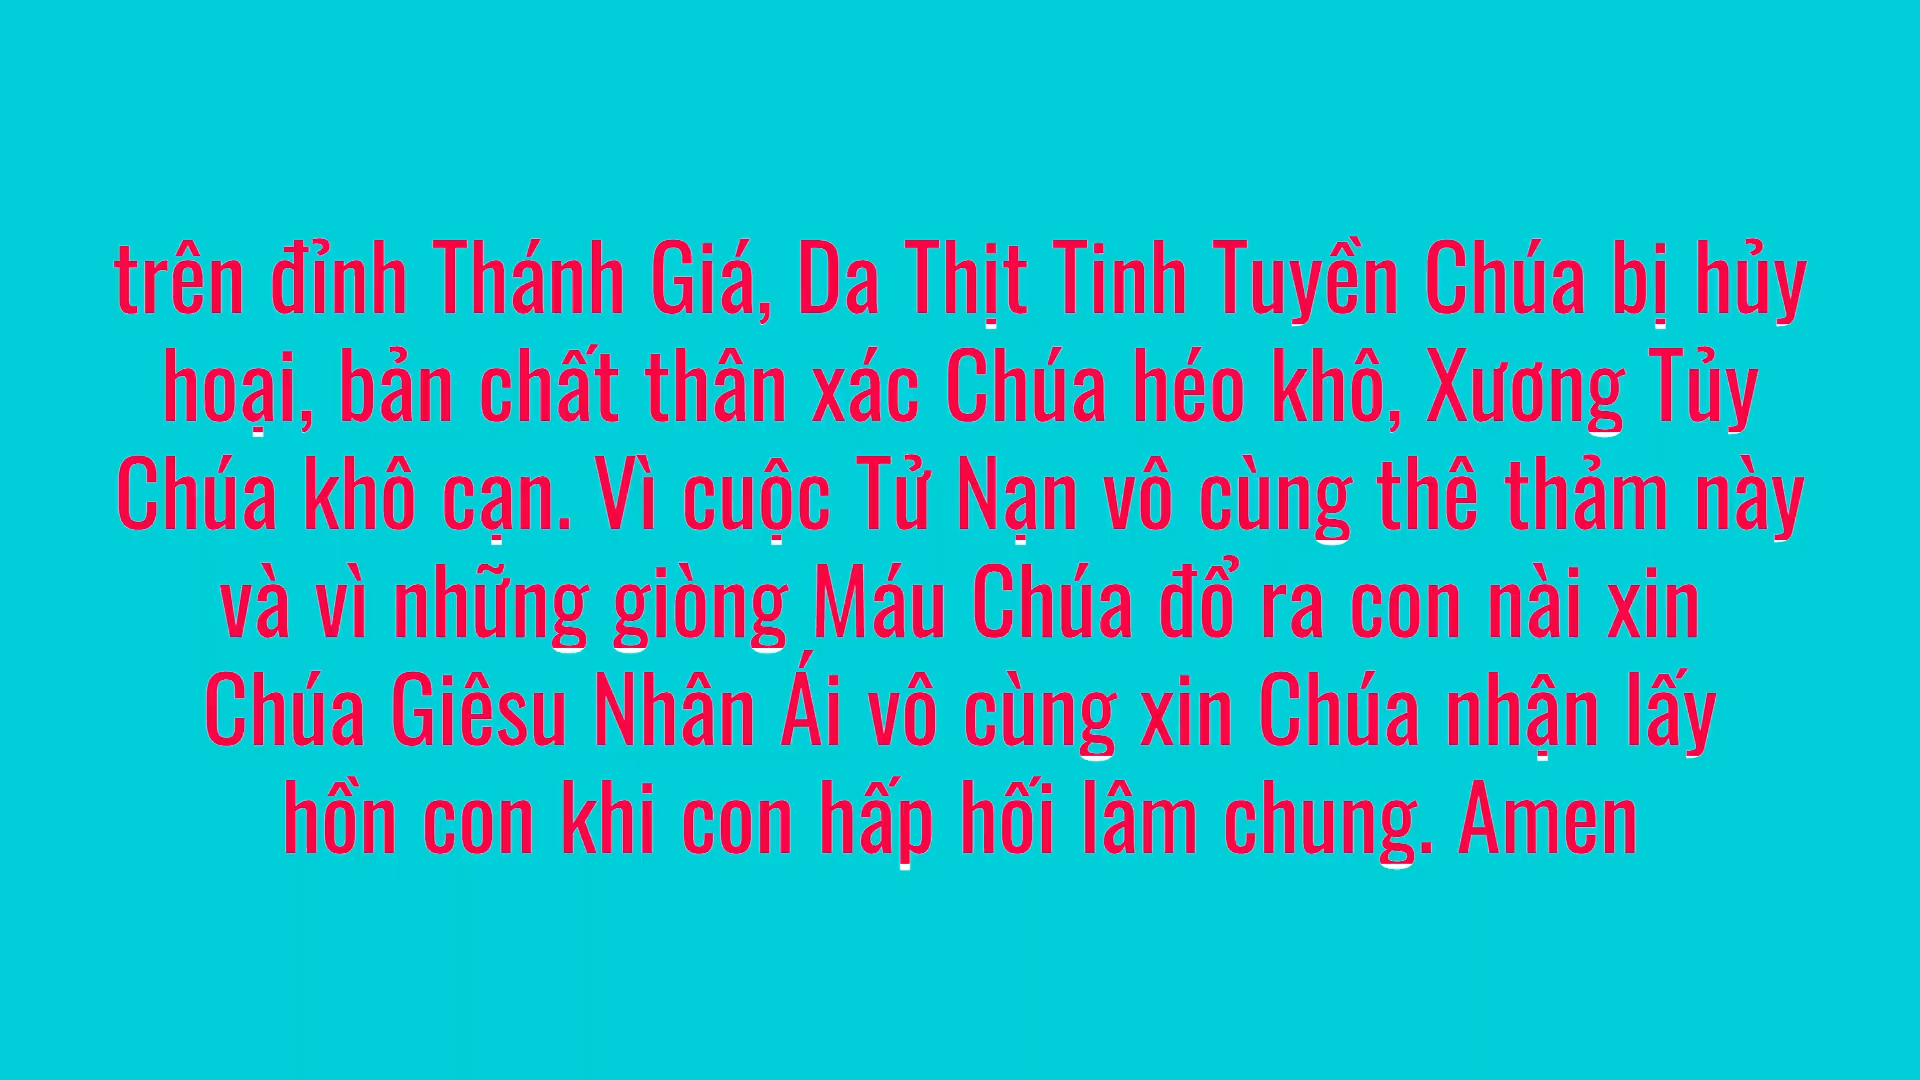 trên đỉnh Thánh Giá, Da Thịt Tinh Tuyền Chúa bị hủy
hoại, bản chất thân xác Chúa héo khô, Xương Tủy
Chúa khô cạn. Vì cuộc Tử Nạn vô cùng thê thảm này
và vì những giòng Máu Chúa đổ ra con nài xin
Chúa Giêsu Nhân Ái vô cùng xin Chúa nhận lấy
hồn con khi con hấp hối lâm chung. Amen